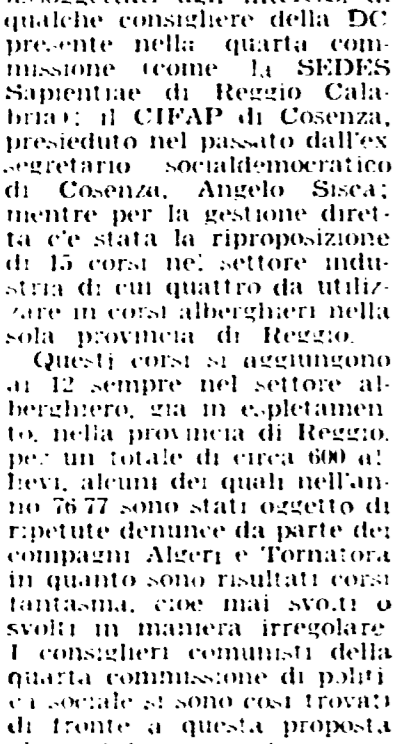 qualche consigliere della DC
presente nella quarta com-
missione (come la SEDES
Sapientiae di Reggio Cala-
bria); il CIFAP di Cosenza,
presieduto nel passato dall'ex
segretario socialdemocratico
di Cosenza, Angelo Sisca;
mentre per la gestione diret-
ta c'e stata la riproposizione
di 15 corsi nel settore indu-
stria di cui quattro da utiliz-
zare in corsi alberghieri nella
sola provincia di Reggio.
Questi corsi si aggiungono
ai 12 sempre nel settore al-
berghiero, gia in espletamen
to, nella provincia di Reggio,
per un totale di circa 600 al
lievi, alcuni dei quali nell'an-
no 76 77 sono stati oggetto di
ripetute denunce da parte dei
compagni Algeri e Tornatora
in quanto sono risultati corsi
fantasma, cioe mai svolti o
svolti in maniera irregolare
I consiglieri comunisti della
quarta commissione di politi
ca sociale si sono cosi trovati
di fronte a questa proposta